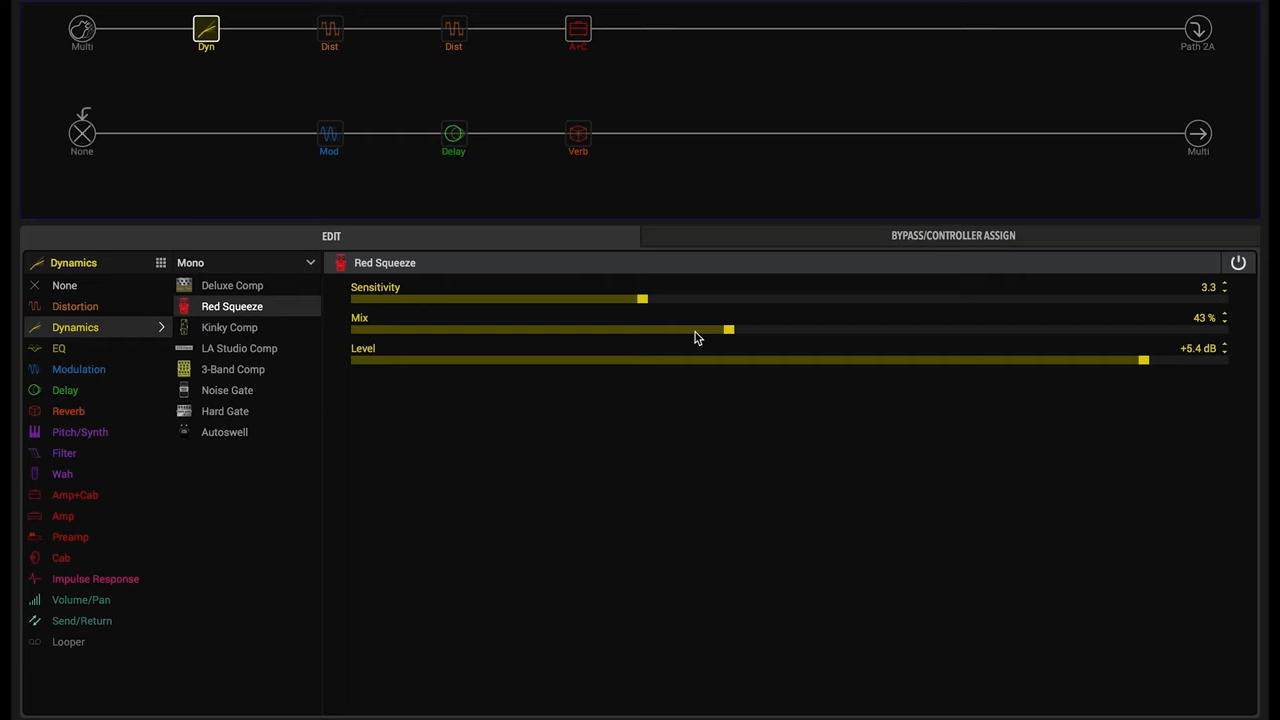 Multi
Dyn
Dist
Dist
A+C
Path 2A
None
Mod
Delay
Verb
Multi
EDIT
BYPASS/CONTROLLER ASSIGN
Dynamics
Mono
Red Squeeze
None
Distortion
Dynamics
EQ
Modulation
Delay
Reverb
Pitch/Synth
Filter
Wah
Amp+Cab
Amp
Preamp
Cab
Impulse Response
Volume/Pan
Send/Return
Looper
Deluxe Comp
Red Squeeze
Kinky Comp
LA Studio Comp
3-Band Comp
Noise Gate
Hard Gate
Autoswell
Sensitivity 3.3
Mix 43 %
Level +5.4 dB